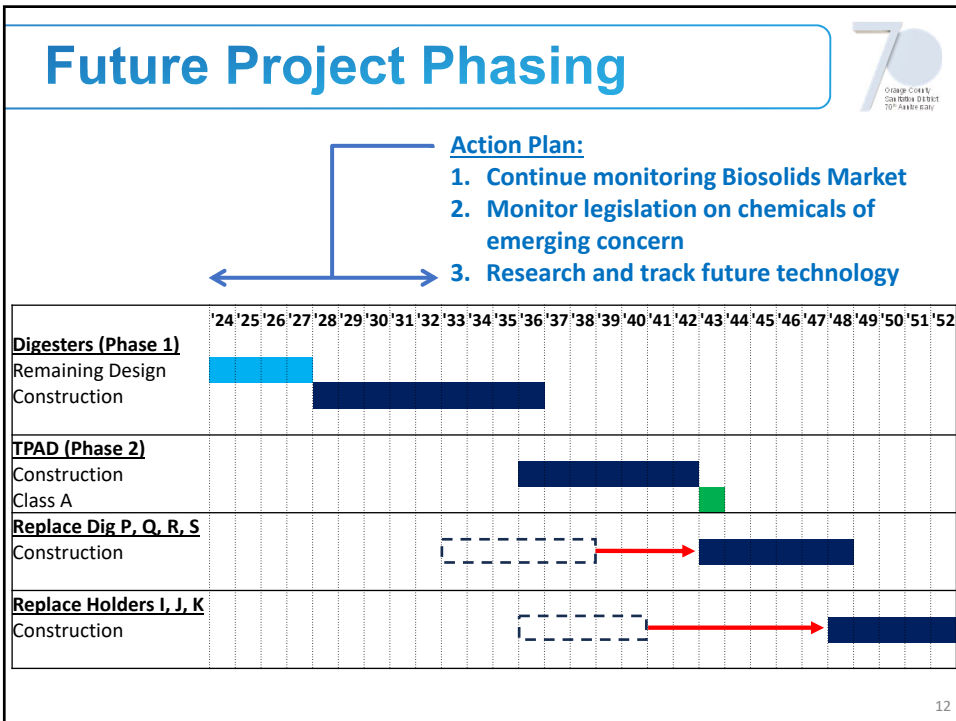 Future Project Phasing
70
Orange County
Sanitation District
70th Anniversary
Action Plan:
1. Continue monitoring Biosolids Market
2. Monitor legislation on chemicals of
emerging concern
3. Research and track future technology
'24 '25 '26 '27 '28 '29 '30 '31 '32 '33 '34 '35 '36 '37 '38 '39 '40 '41 '42 '43 '44 '45 '46 '47 '48 '49 '50 '51 '52
Digesters (Phase 1)
Remaining Design
Construction
TPAD (Phase 2)
Construction
Class A
Replace Dig P, Q, R, S
Construction
Replace Holders I, J, K
Construction
12